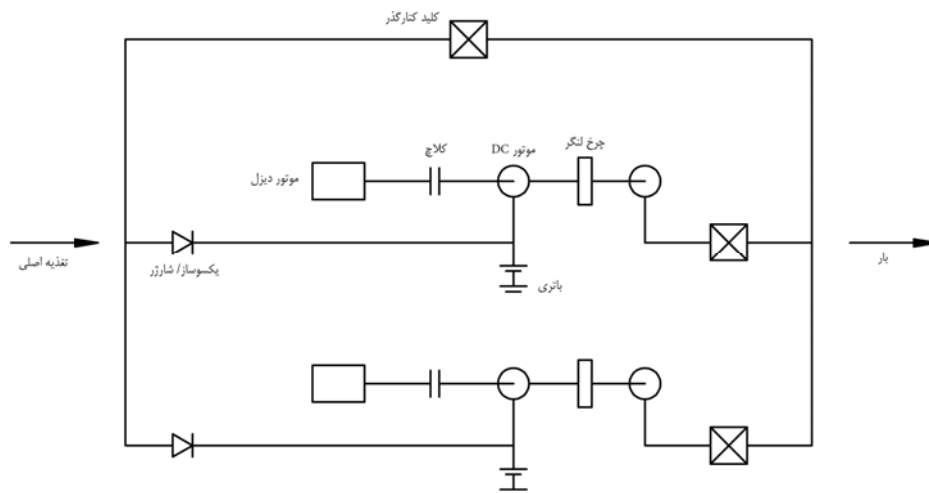 کلید کنارگذر
چرخ لنگر
موتور DC
کلاچ
موتور دیزل
تغذیه اصلی
یکسوساز/ شارژر
باتری
بار